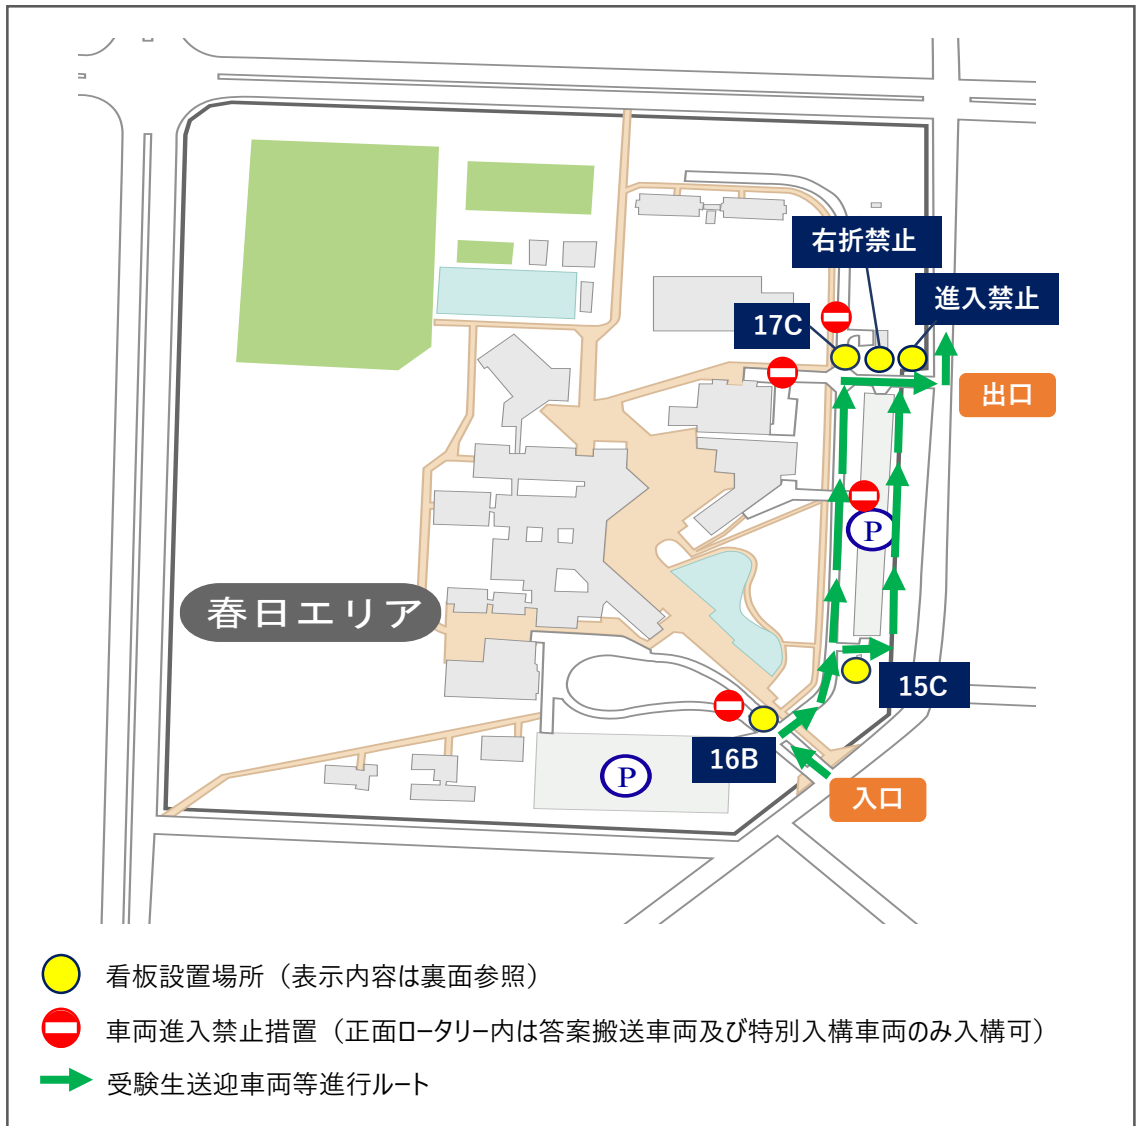 右折禁止
進入禁止
17C
出口
P
春日エリア
15C
16B
P
入口
看板設置場所（表示内容は裏面参照）
車両進入禁止措置（正面ロータリー内は答案搬送車両及び特別入構車両のみ入構可）
受験生送迎車両等進行ルート